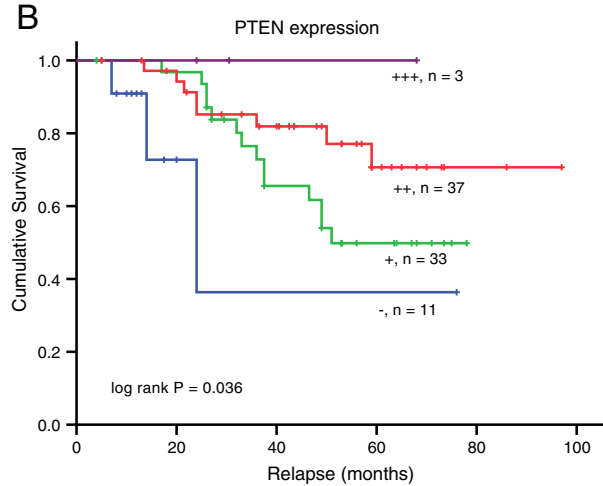 B
PTEN expression
1.0
0.8
0.6
0.4
0.2
0.0
Cumulative Survival
+++, n = 3
++, n = 37
+, n = 33
-, n = 11
log rank P = 0.036
0 20 40 60 80 100
Relapse (months)